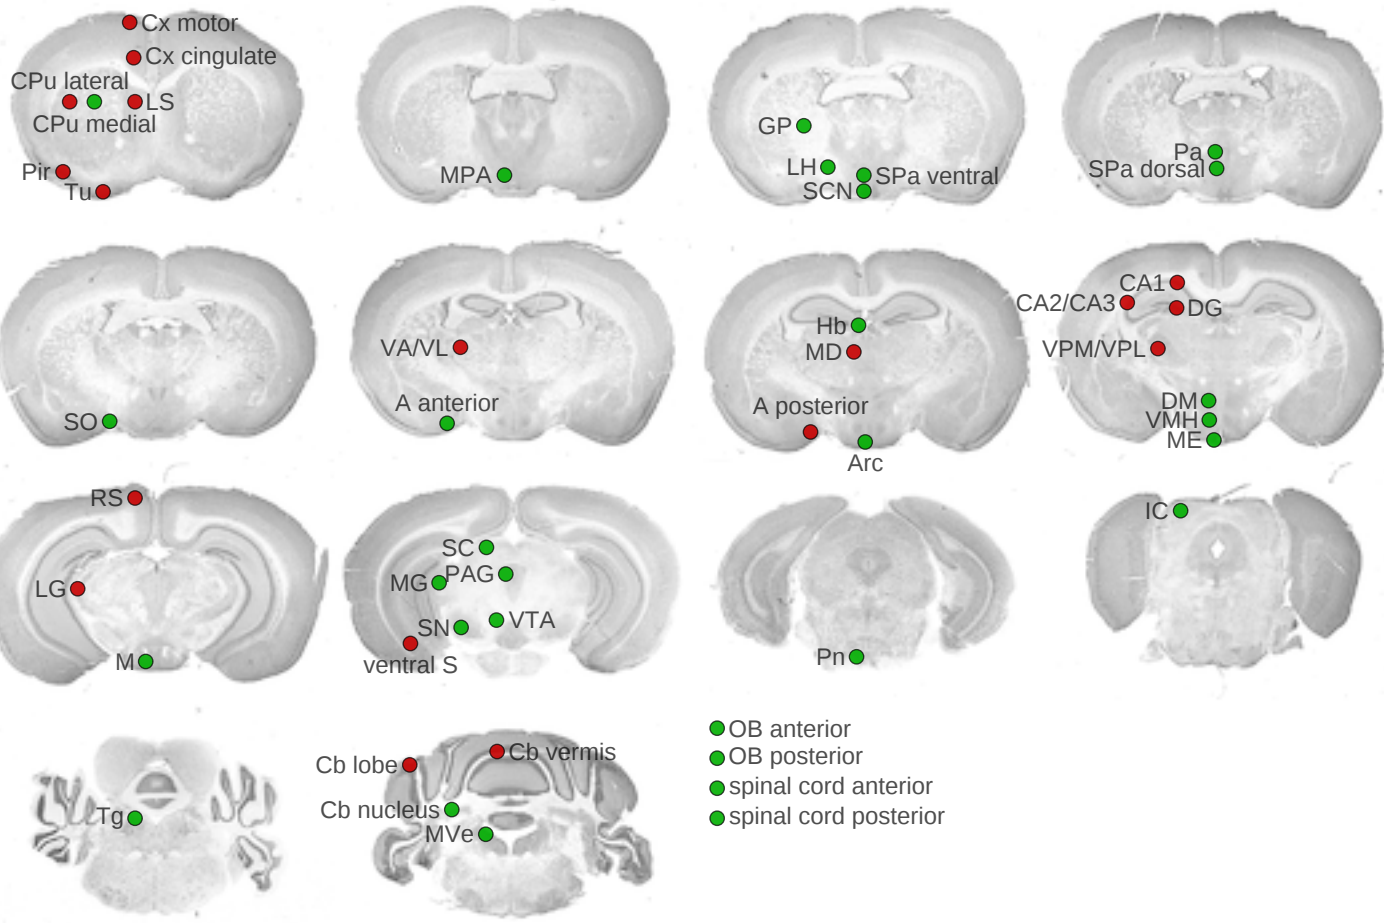 Cx motor
Cx cingulate
CPu lateral
LS
CPu medial
Pir
Tu
MPA
GP
LH
SPa ventral
SCN
Pa
SPa dorsal
SO
VA/VL
A anterior
Hb
MD
A posterior
Arc
CA1
CA2/CA3
DG
VPM/VPL
DM
VMH
ME
RS
LG
M
SC
MG
PAG
SN
VTA
ventral S
Pn
IC
Tg
Cb lobe
Cb vermis
Cb nucleus
MVe
OB anterior
OB posterior
spinal cord anterior
spinal cord posterior